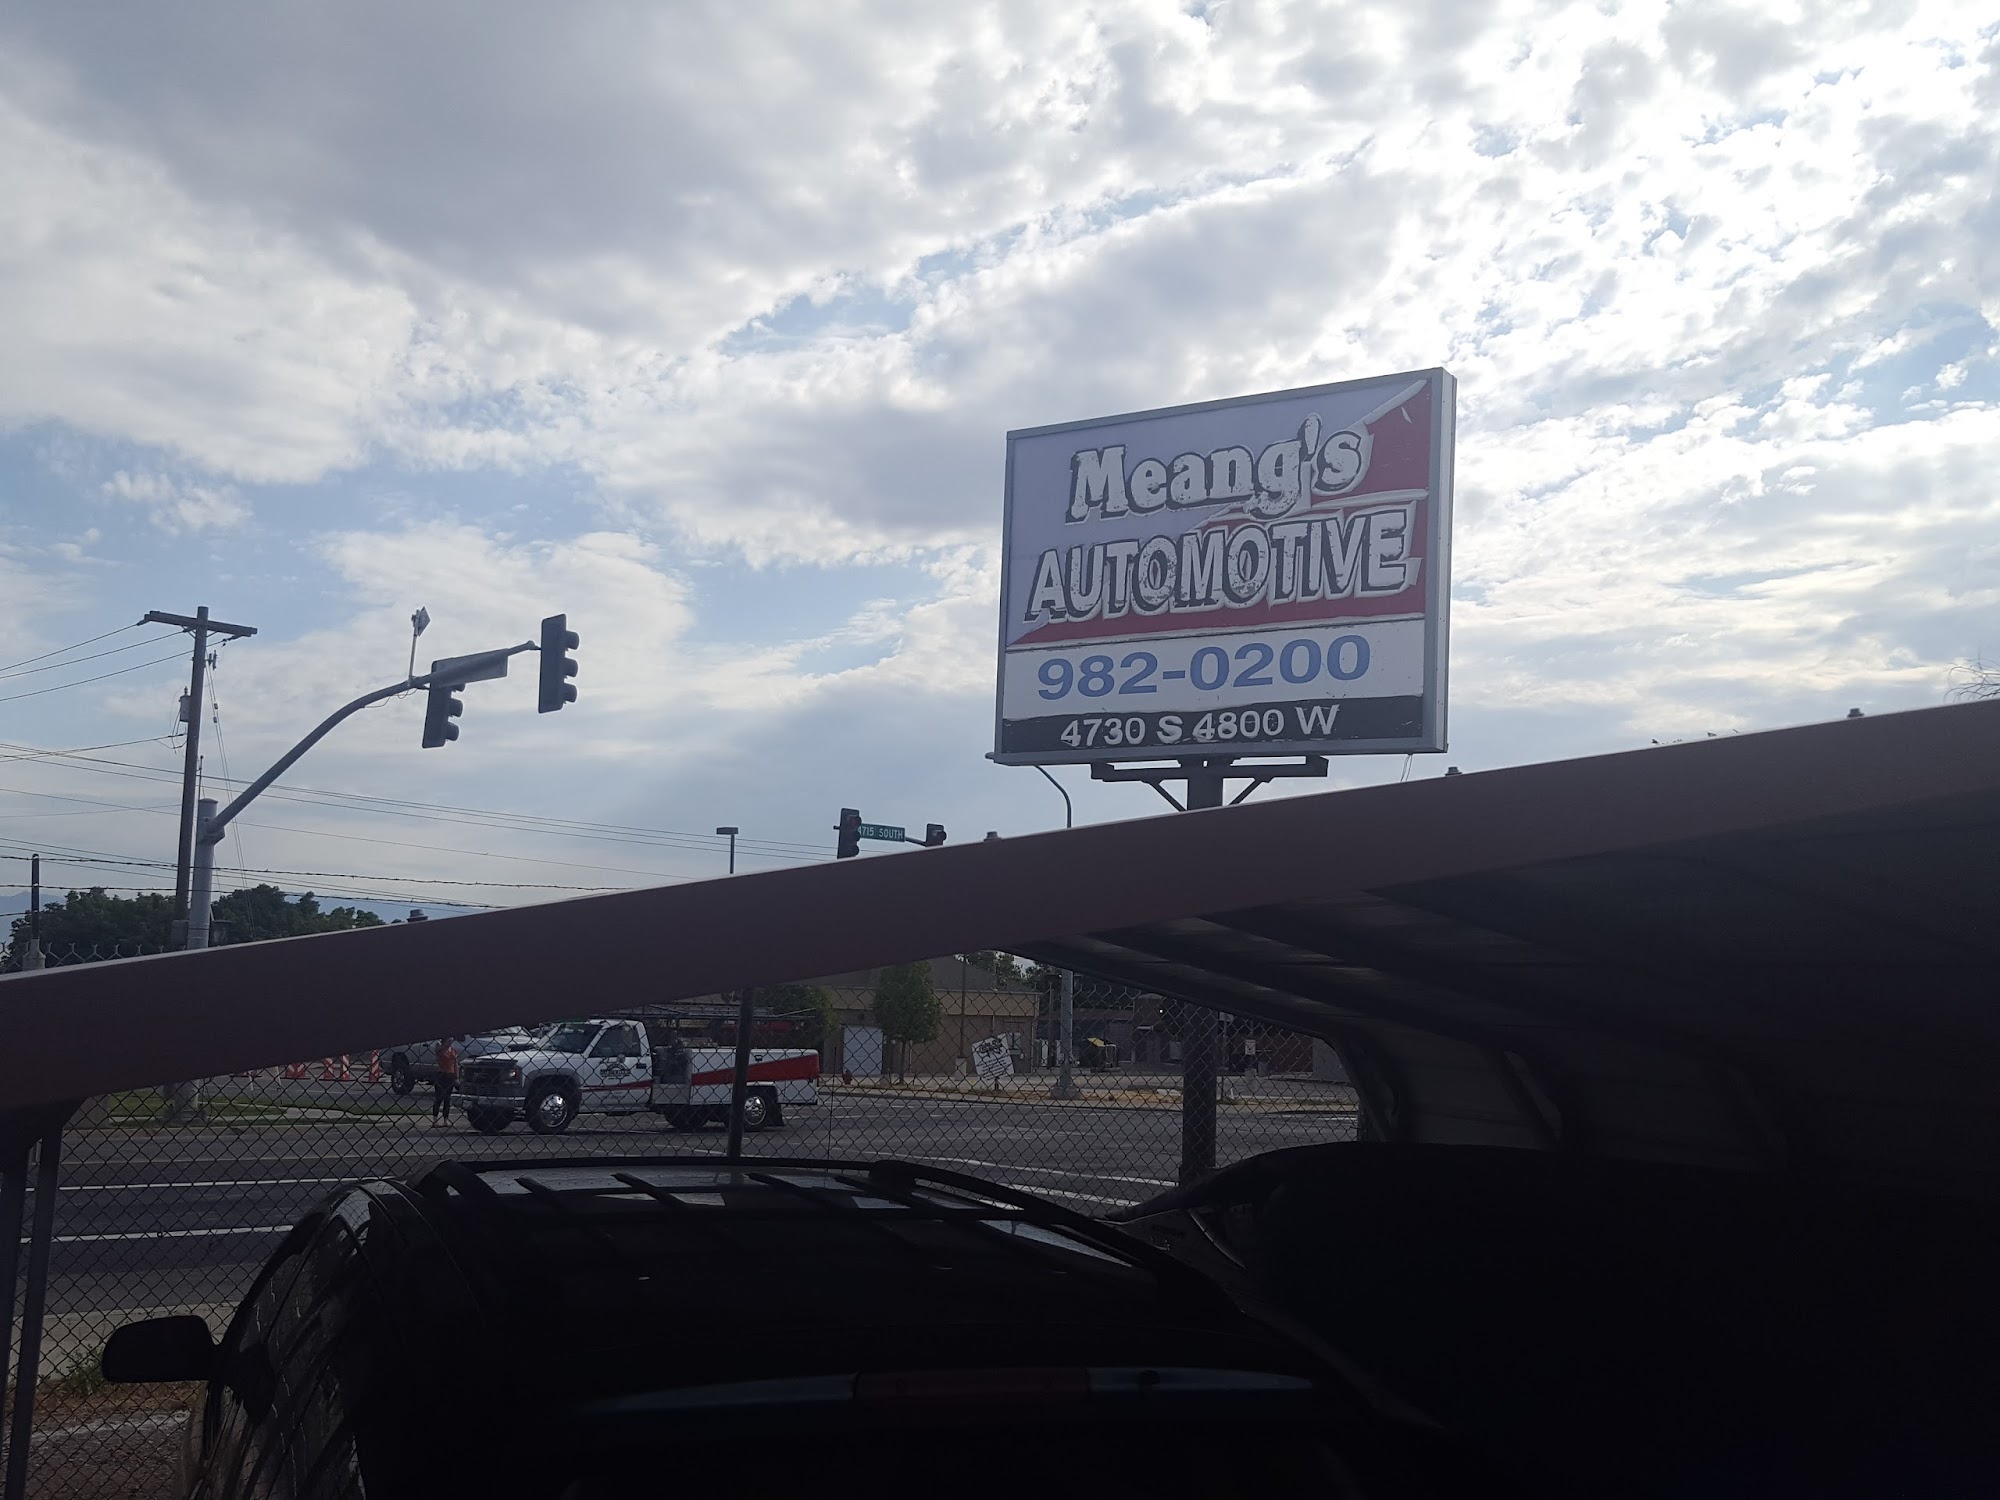 Meang's
AUTOMOTIVE
982-0200
4730 S 4800 W
4715 SOUTH